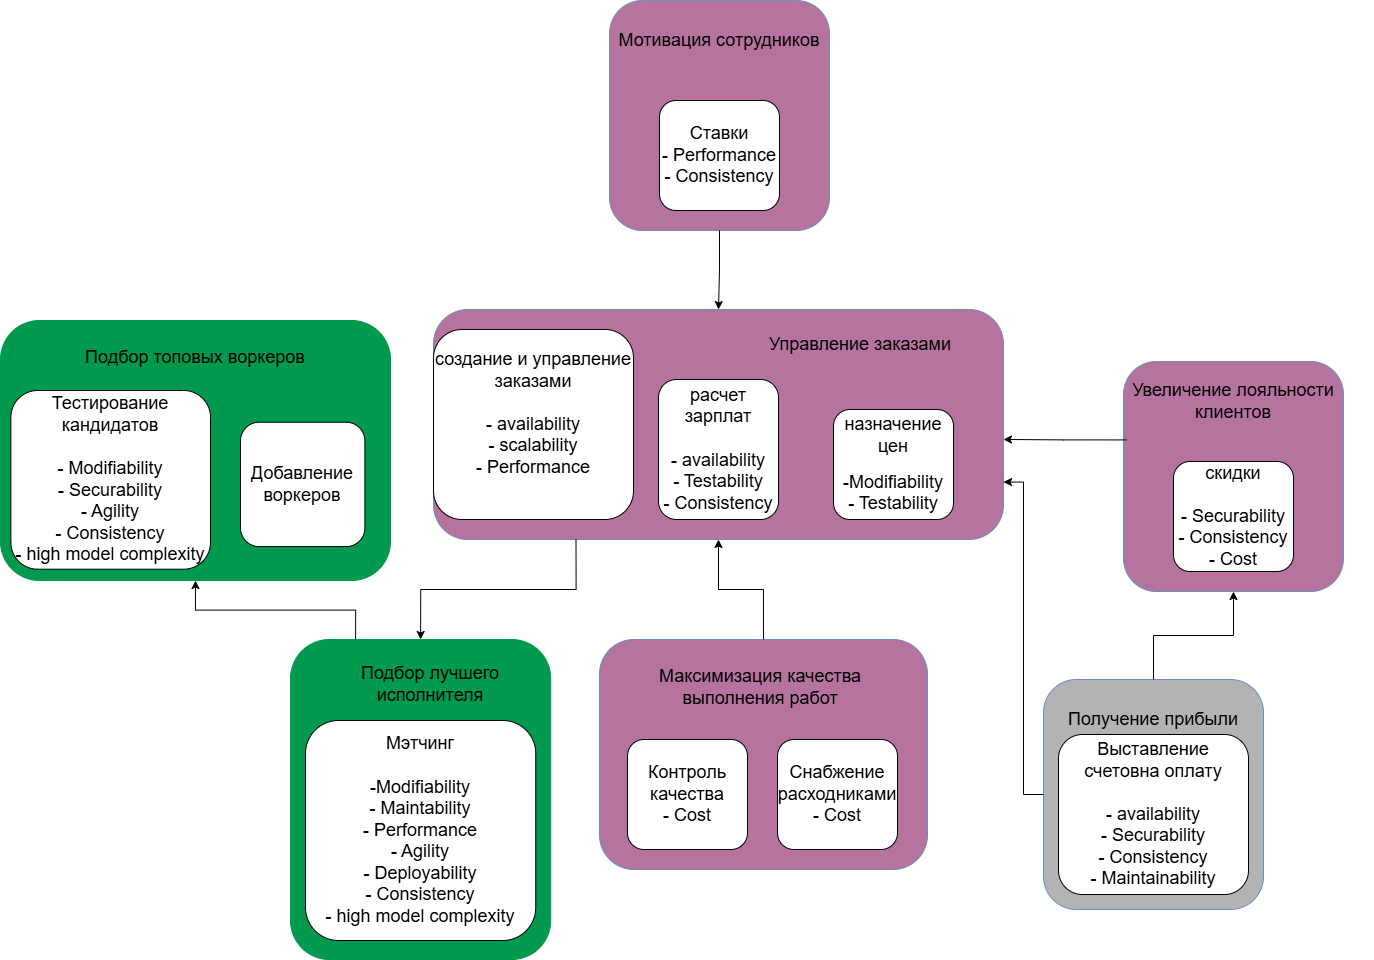 Мотивация сотрудников
Ставки
- Performance
- Consistency
Подбор топовых воркеров
Тестирование
кандидатов
- Modifiability
- Securability
- Agility
- Consistency
- high model complexity
Добавление
воркеров
Управление заказами
создание и управление
заказами
- availability
- scalability
- Performance
расчет
зарплат
- availability
- Testability
- Consistency
назначение
цен
-Modifiability
- Testability
Увеличение лояльности
клиентов
скидки
- Securability
- Consistency
- Cost
Подбор лучшего
исполнителя
Мэтчинг
-Modifiability
- Maintability
- Performance
- Agility
- Deployability
- Consistency
- high model complexity
Максимизация качества
выполнения работ
Контроль
качества
- Cost
Снабжение
расходниками
- Cost
Получение прибыли
Выставление
счетовна оплату
- availability
- Securability
- Consistency
- Maintainability